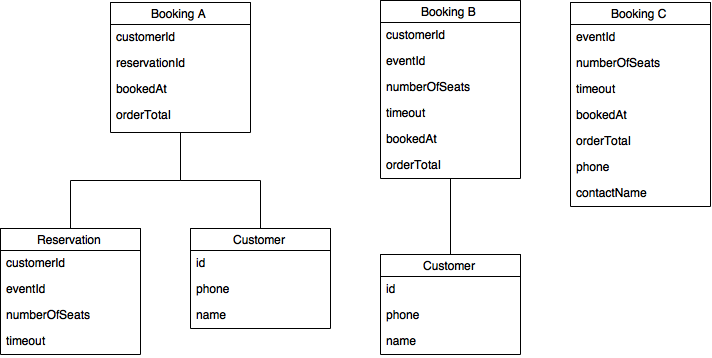 Booking A
customerId
reservationId
bookedAt
orderTotal
Reservation
customerId
eventId
numberOfSeats
timeout
Customer
id
phone
name
Booking B
customerId
eventId
numberOfSeats
timeout
bookedAt
orderTotal
Customer
id
phone
name
Booking C
eventId
numberOfSeats
timeout
bookedAt
orderTotal
phone
contactName